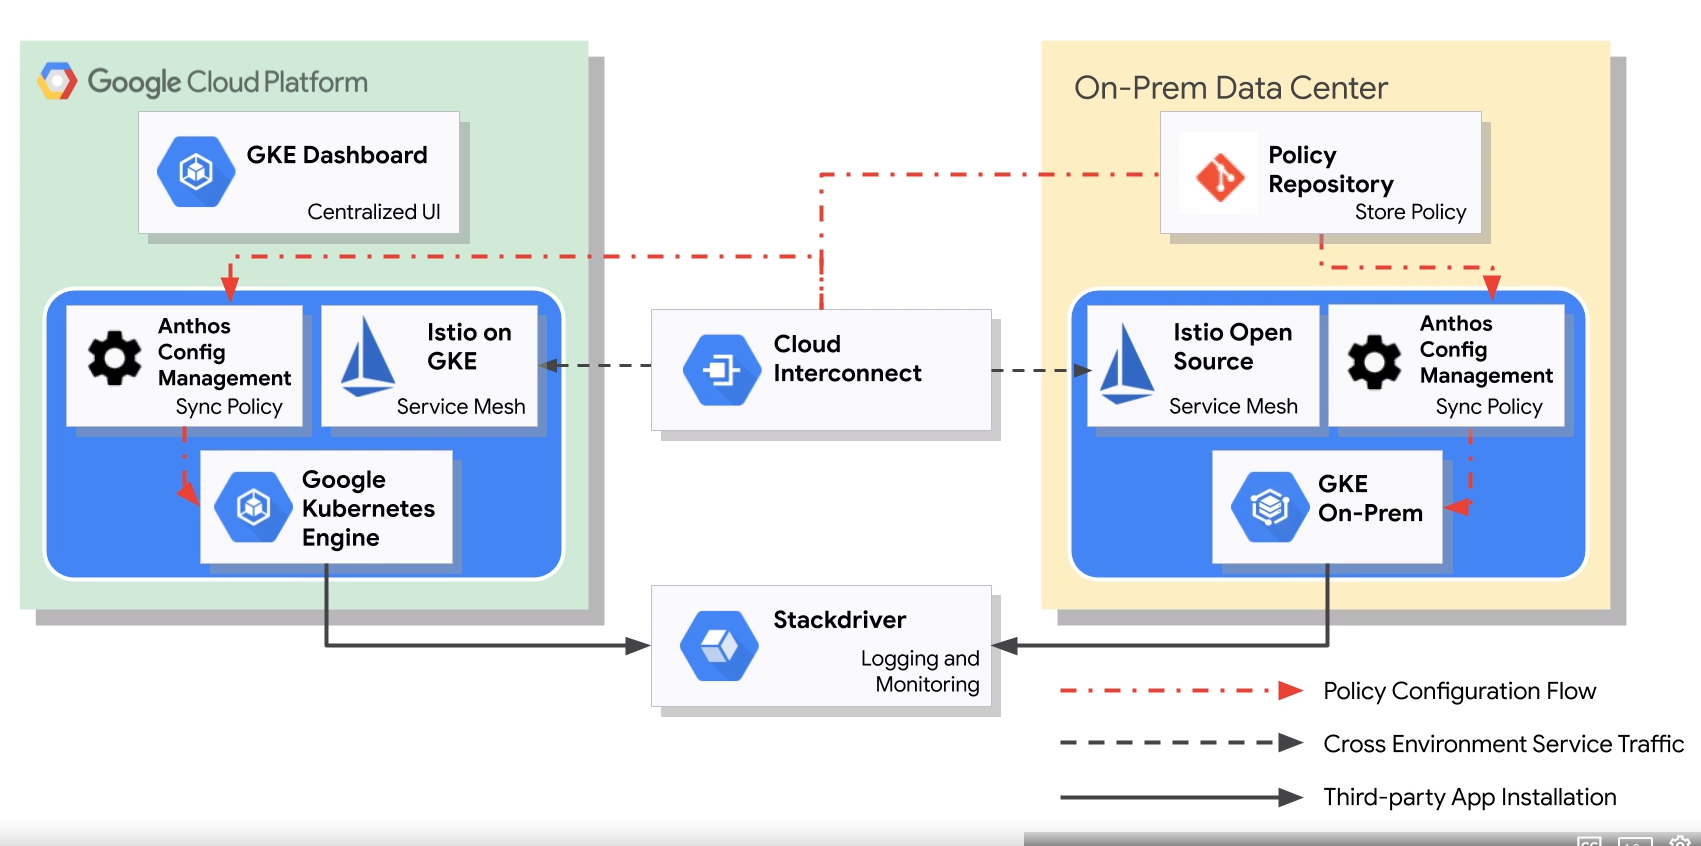 Google Cloud Platform
GKE Dashboard
Centralized UI
Anthos
Config
Management
Sync Policy
Istio on
GKE
Service Mesh
Google
Kubernetes
Engine
Cloud
Interconnect
Stackdriver
Logging and
Monitoring
On-Prem Data Center
Policy
Repository
Store Policy
Istio Open
Source
Service Mesh
Anthos
Config
Management
Sync Policy
GKE
On-Prem
Policy Configuration Flow
Cross Environment Service Traffic
Third-party App Installation